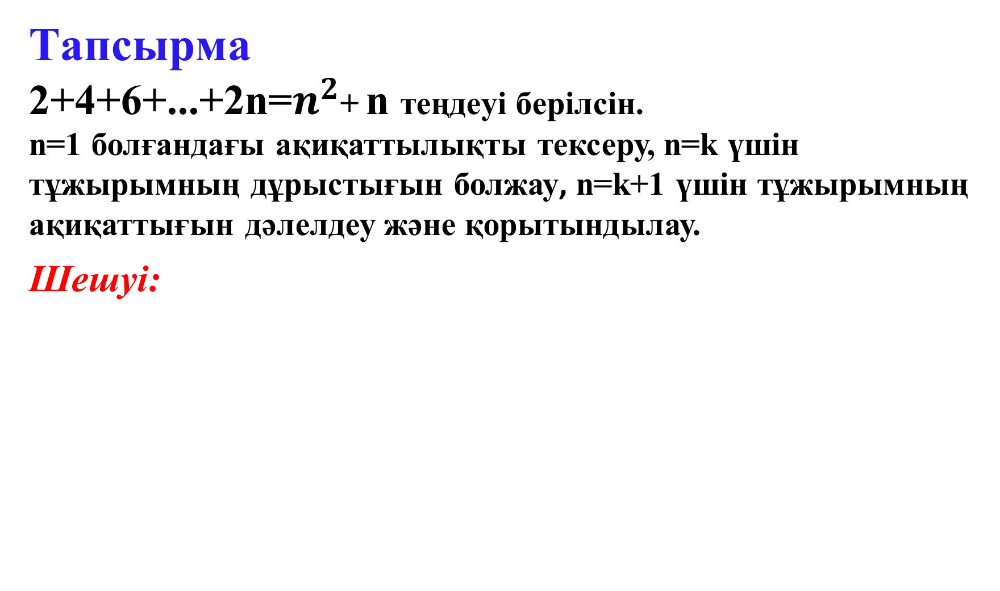 Тапсырма
2+4+6+...+2n=n²+ n теңдеуі берілсін.
n=1 болғандағы ақиқаттылықты тексеру, n=k үшін
тұжырымның дұрыстығын болжау, n=k+1 үшін тұжырымның
ақиқаттығын дәлелдеу және қорытындылау.
Шешуі: